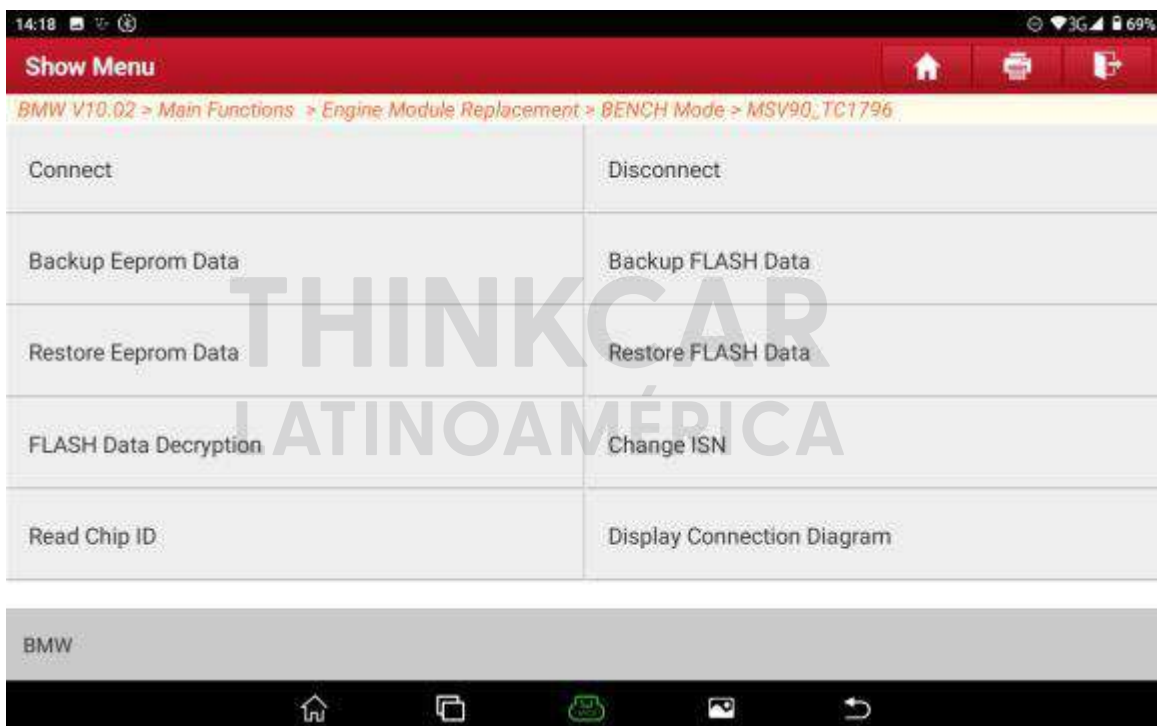 14:18 3G 69%
Show Menu
BMW V10.02 > Main Functions > Engine Module Replacement > BENCH Mode > MSV90_TC1796
Connect Disconnect
Backup Eeprom Data Backup FLASH Data
THINKCAR
Restore Eeprom Data Restore FLASH Data
LATINOAMÉRICA
FLASH Data Decryption Change ISN
Read Chip ID Display Connection Diagram
BMW